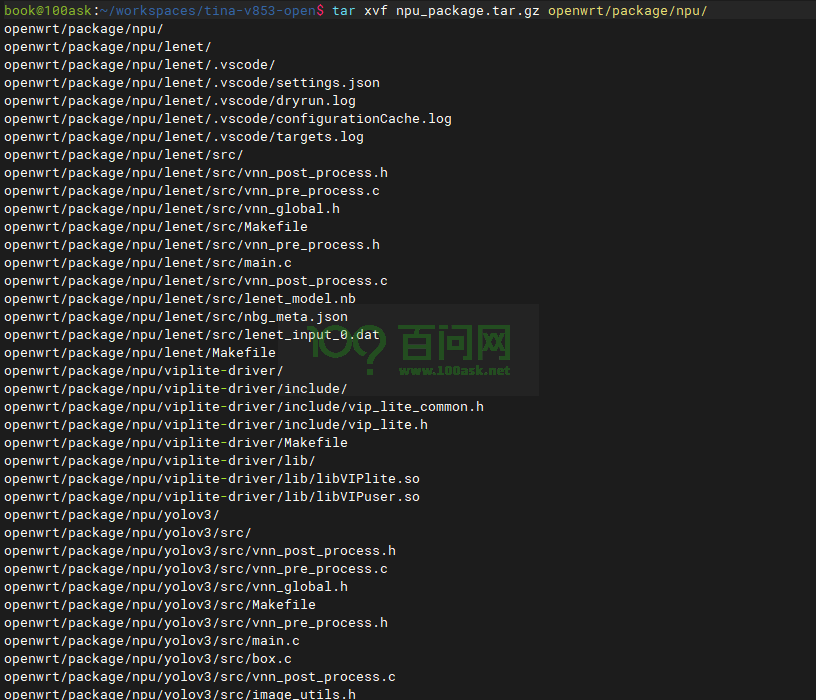 book@100ask:~/workspaces/tina-v853-open$ tar xvf npu_package.tar.gz openwrt/package/npu/
openwrt/package/npu/
openwrt/package/npu/lenet/
openwrt/package/npu/lenet/.vscode/
openwrt/package/npu/lenet/.vscode/settings.json
openwrt/package/npu/lenet/.vscode/dryrun.log
openwrt/package/npu/lenet/.vscode/configurationCache.log
openwrt/package/npu/lenet/.vscode/targets.log
openwrt/package/npu/lenet/src/
openwrt/package/npu/lenet/src/vnn_post_process.h
openwrt/package/npu/lenet/src/vnn_pre_process.c
openwrt/package/npu/lenet/src/vnn_global.h
openwrt/package/npu/lenet/src/Makefile
openwrt/package/npu/lenet/src/vnn_pre_process.h
openwrt/package/npu/lenet/src/main.c
openwrt/package/npu/lenet/src/vnn_post_process.c
openwrt/package/npu/lenet/src/lenet_model.nb
openwrt/package/npu/lenet/src/nbg_meta.json
openwrt/package/npu/lenet/src/lenet_input_0.dat
openwrt/package/npu/lenet/Makefile
100 百问网
www.100ask.net
openwrt/package/npu/viplite-driver/
openwrt/package/npu/viplite-driver/include/
openwrt/package/npu/viplite-driver/include/vip_lite_common.h
openwrt/package/npu/viplite-driver/include/vip_lite.h
openwrt/package/npu/viplite-driver/Makefile
openwrt/package/npu/viplite-driver/lib/
openwrt/package/npu/viplite-driver/lib/libVIPlite.so
openwrt/package/npu/viplite-driver/lib/libVIPuser.so
openwrt/package/npu/yolov3/
openwrt/package/npu/yolov3/src/
openwrt/package/npu/yolov3/src/vnn_post_process.h
openwrt/package/npu/yolov3/src/vnn_pre_process.c
openwrt/package/npu/yolov3/src/vnn_global.h
openwrt/package/npu/yolov3/src/Makefile
openwrt/package/npu/yolov3/src/vnn_pre_process.h
openwrt/package/npu/yolov3/src/main.c
openwrt/package/npu/yolov3/src/box.c
openwrt/package/npu/yolov3/src/vnn_post_process.c
openwrt/package/npu/yolov3/src/image_utils.h